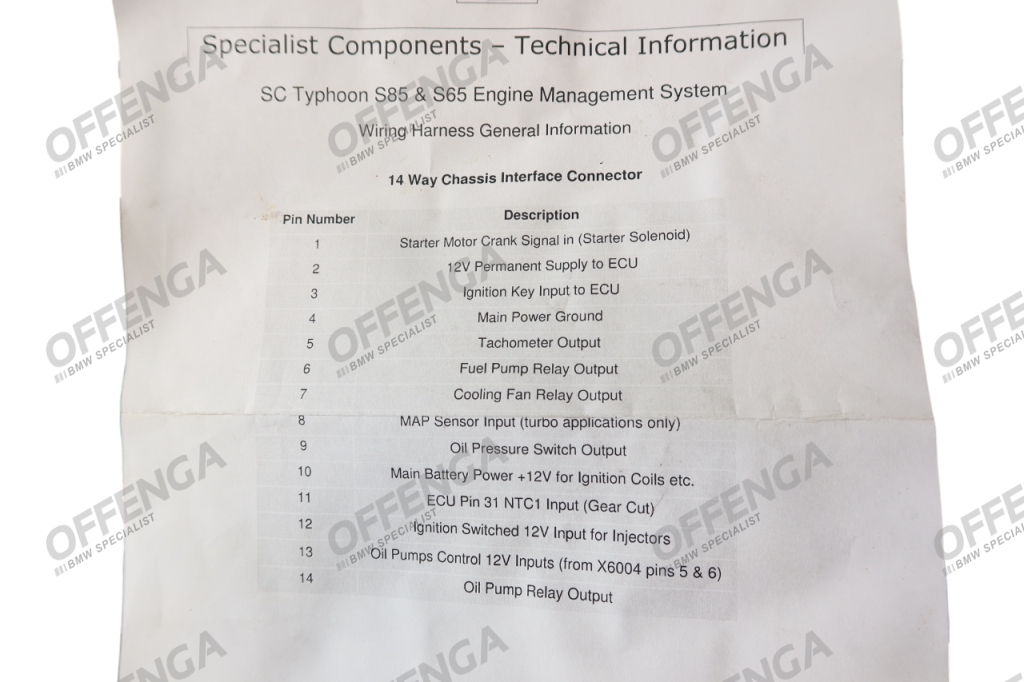 Specialist Components – Technical Information
SC Typhoon S85 & S65 Engine Management System
Wiring Harness General Information
14 Way Chassis Interface Connector
Pin Number Description
1 Starter Motor Crank Signal in (Starter Solenoid)
2 12V Permanent Supply to ECU
3 Ignition Key Input to ECU
4 Main Power Ground
5 Tachometer Output
6 Fuel Pump Relay Output
7 Cooling Fan Relay Output
8 MAP Sensor Input (turbo applications only)
9 Oil Pressure Switch Output
10 Main Battery Power +12V for Ignition Coils etc.
11 ECU Pin 31 NTC1 Input (Gear Cut)
12 Ignition Switched 12V Input for Injectors
13 Oil Pumps Control 12V Inputs (from X6004 pins 5 & 6)
14 Oil Pump Relay Output
OFFENGA
BMW SPECIALIST